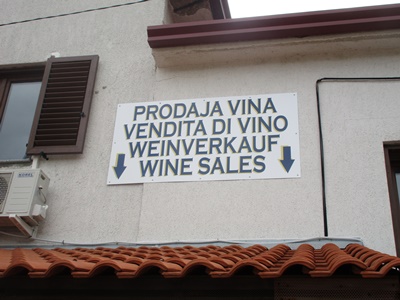 PRODAJA VINA
VENDITA DI VINO
WEINVERKAUF
WINE SALES